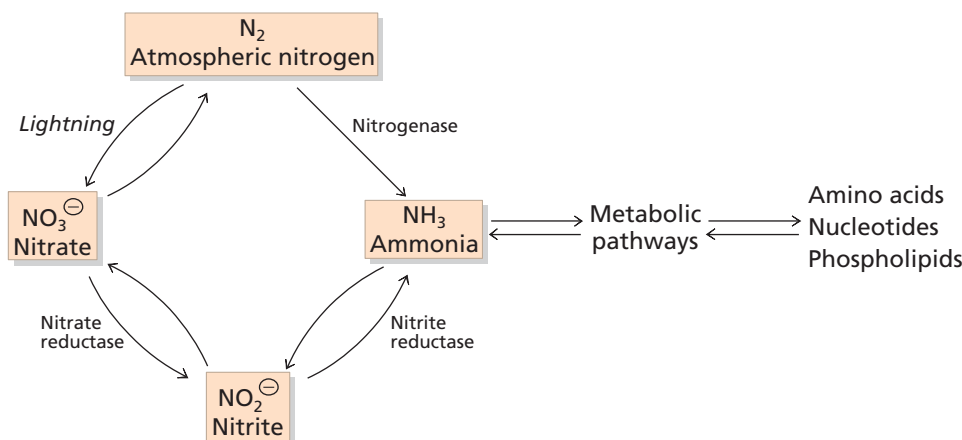 N₂
Atmospheric nitrogen
Lightning
Nitrogenase
NO₃⊖
Nitrate
NH₃
Ammonia
Metabolic
pathways
Amino acids
Nucleotides
Phospholipids
Nitrate
reductase
Nitrite
reductase
NO₂⊖
Nitrite